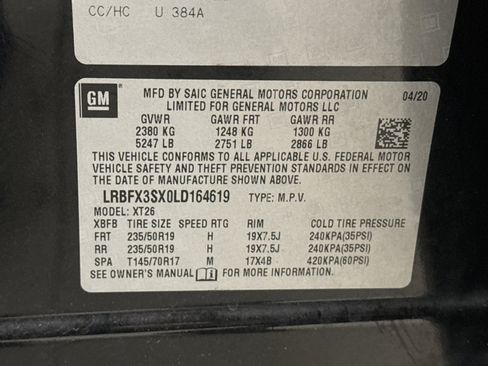 CC/HC U 384A
GM
MFD BY SAIC GENERAL MOTORS CORPORATION
LIMITED FOR GENERAL MOTORS LLC
04/20
GVWR GAWR FRT GAWR RR
2380 KG 1248 KG 1300 KG
5247 LB 2751 LB 2866 LB
THIS VEHICLE CONFORMS TO ALL APPLICABLE U.S. FEDERAL MOTOR
VEHICLE SAFETY AND THEFT PREVENTION STANDARDS IN EFFECT ON
THE DATE OF MANUFACTURE SHOWN ABOVE.
LRBFX3SX0LD164619 TYPE: M.P.V.
MODEL: XT26
XBFB TIRE SIZE SPEED RTG RIM COLD TIRE PRESSURE
FRT 235/50R19 H 19X7.5J 240KPA(35PSI)
RR 235/50R19 H 19X7.5J 240KPA(35PSI)
SPA T145/70R17 M 17X4B 420KPA(60PSI)
SEE OWNER'S MANUAL FOR MORE INFORMATION.